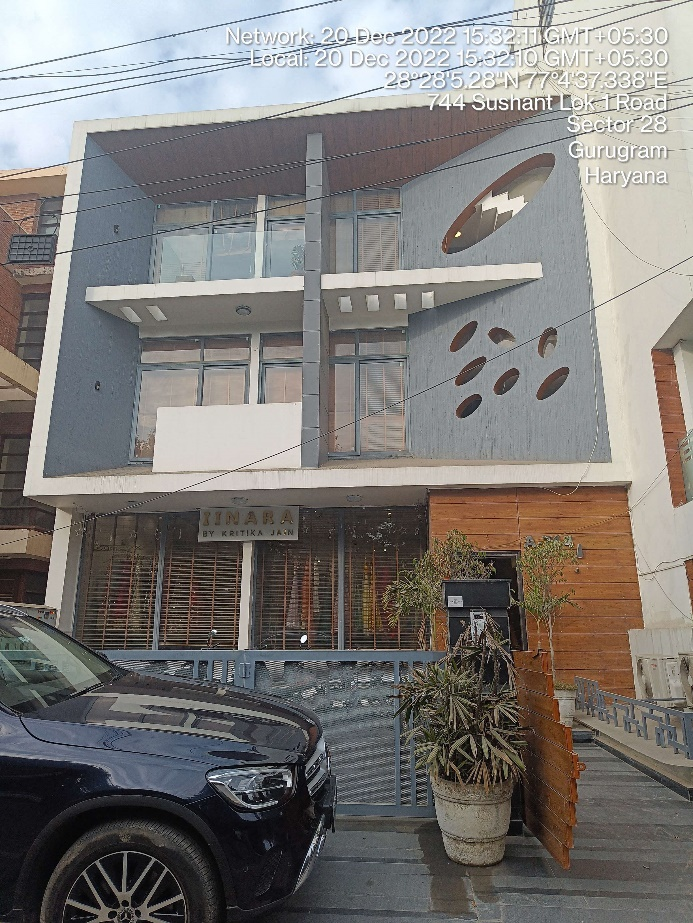 Network: 20 Dec 2022 15:32:11 GMT+05:30
Local: 20 Dec 2022 15:32:10 GMT+05:30
28°28'5.28"N 77°4'37.338"E
744 Sushant Lok 1 Road
Sector 28
Gurugram
Haryana
IINARA
BY KRITIKA JAIN